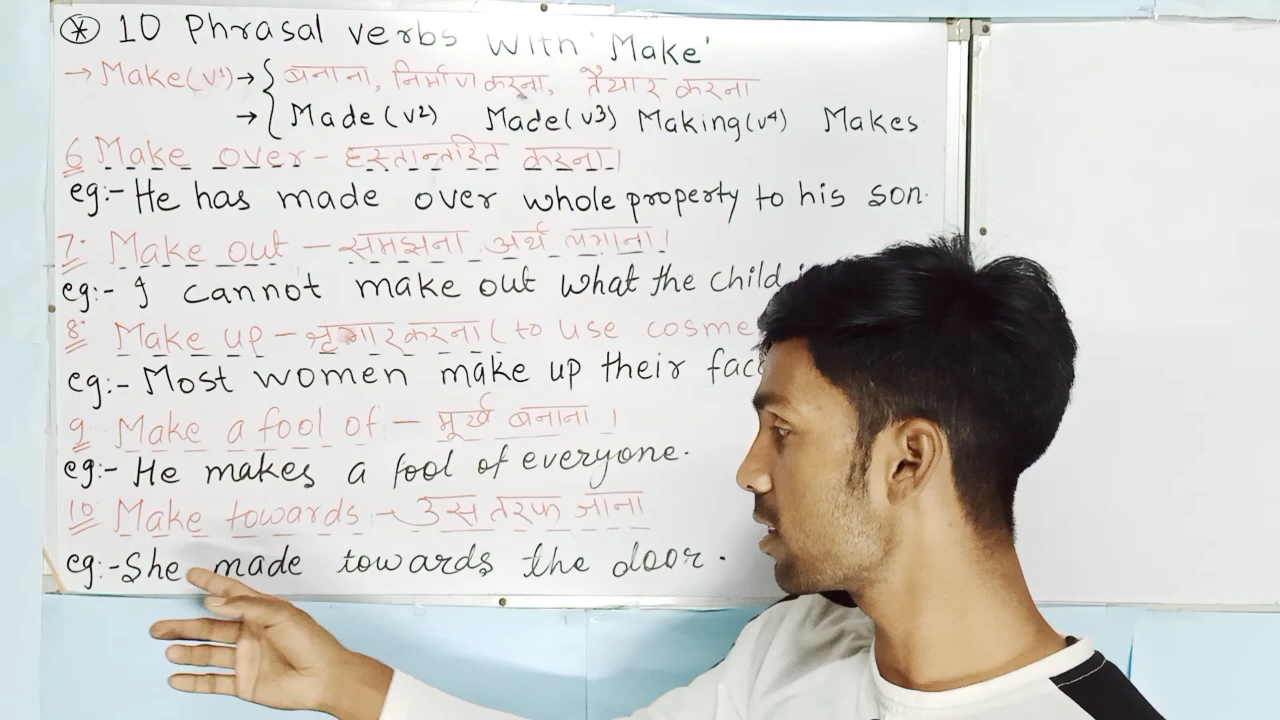 ✳ 10 Phrasal verbs with 'Make'
→ Make(v¹) → { बनाना, निर्माण करना, तैयार करना
→ { Made (v²) Made(v³) Making(v⁴) Makes
6 Make over - हस्तान्तरित करना।
eg:- He has made over whole property to his son.
7. Make out - समझना अर्थ लगाना।
eg:- I cannot make out what the child
8. Make up - श्रृंगार करना ( to use
eg:- Most women make up their
9 Make a fool of - मूर्ख बनाना ।
eg:- He makes a fool of everyone.
10 Make towards - उस तरफ जाना
eg:- She made towards the door.